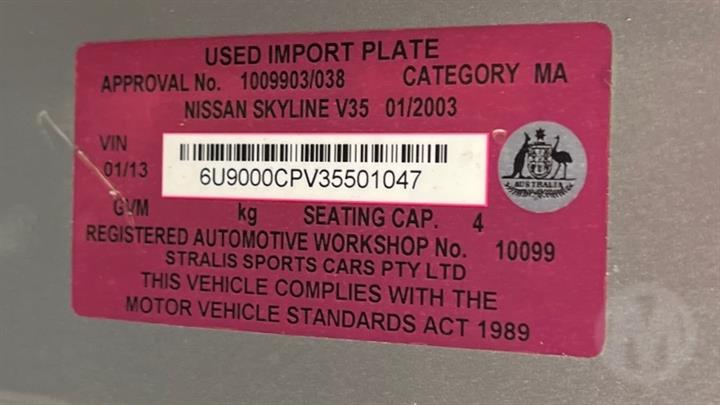 USED IMPORT PLATE
APPROVAL No. 1009903/038 CATEGORY MA
NISSAN SKYLINE V35 01/2003
VIN
01/13 6U9000CPV35501047
AUSTRALIA
GVM kg SEATING CAP. 4
REGISTERED AUTOMOTIVE WORKSHOP No. 10099
STRALIS SPORTS CARS PTY LTD
THIS VEHICLE COMPLIES WITH THE
MOTOR VEHICLE STANDARDS ACT 1989
M